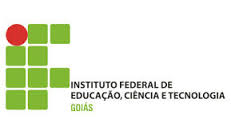 INSTITUTO FEDERAL DE
EDUCAÇÃO, CIÊNCIA E TECNOLOGIA
GOIÁS